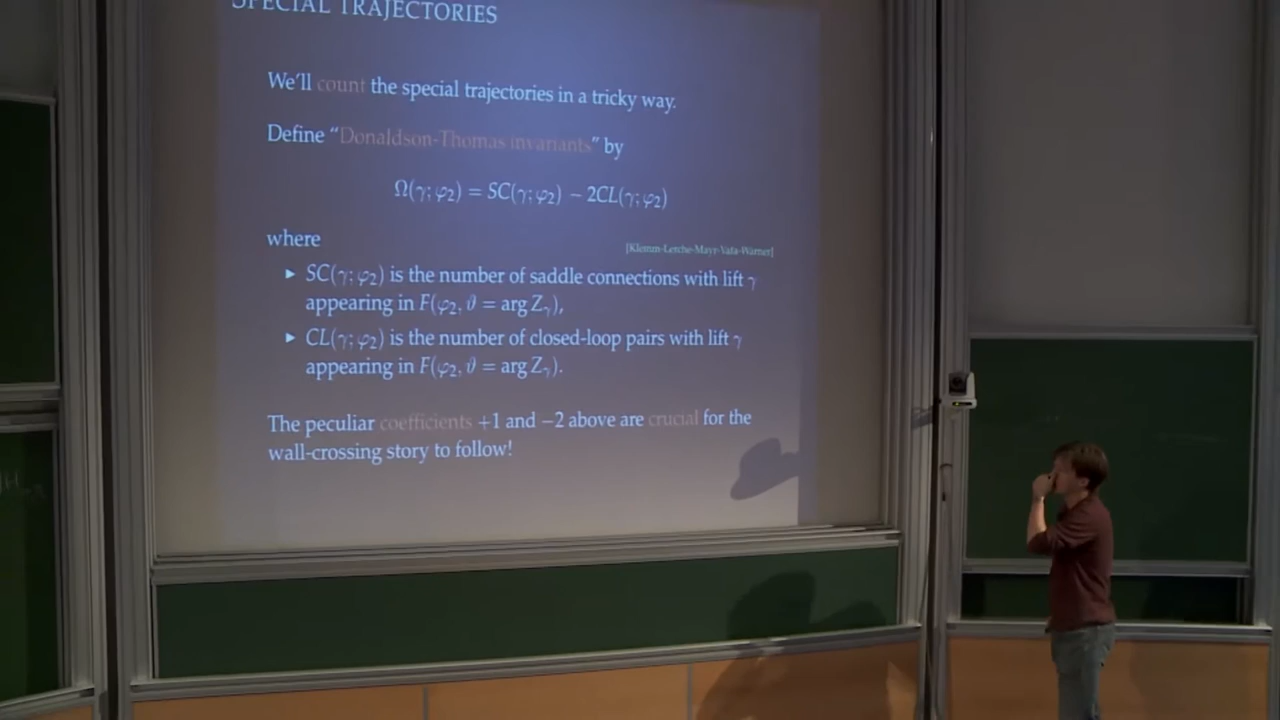 SPECIAL TRAJECTORIES
We'll count the special trajectories in a tricky way.
Define “Donaldson-Thomas invariants” by
Ω(γ; φ₂) = SC(γ; φ₂) − 2CL(γ; φ₂)
where
[Klemm-Lerche-Mayr-Vafa-Warner]
▸ SC(γ; φ₂) is the number of saddle connections with lift γ
appearing in F(φ₂, ϑ = arg Zγ),
▸ CL(γ; φ₂) is the number of closed-loop pairs with lift γ
appearing in F(φ₂, ϑ = arg Zγ).
The peculiar coefficients +1 and −2 above are crucial for the
wall-crossing story to follow!